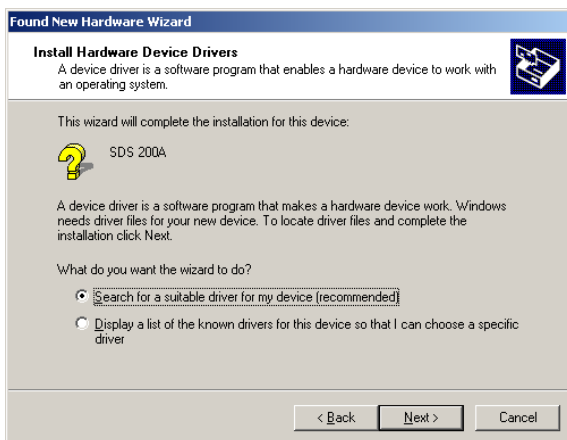 Found New Hardware Wizard
Install Hardware Device Drivers
A device driver is a software program that enables a hardware device to work with
an operating system.
This wizard will complete the installation for this device:
SDS 200A
A device driver is a software program that makes a hardware device work. Windows
needs driver files for your new device. To locate driver files and complete the
installation click Next.
What do you want the wizard to do?
Search for a suitable driver for my device (recommended)
Display a list of the known drivers for this device so that I can choose a specific
driver
< Back Next > Cancel